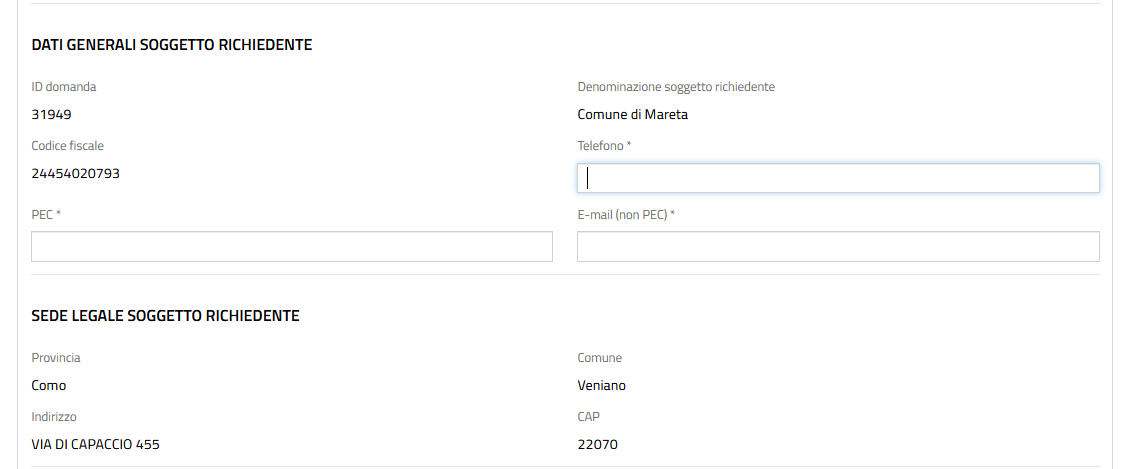 DATI GENERALI SOGGETTO RICHIEDENTE
ID domanda
Denominazione soggetto richiedente
31949
Comune di Mareta
Codice fiscale
Telefono *
24454020793
PEC *
E-mail (non PEC) *
SEDE LEGALE SOGGETTO RICHIEDENTE
Provincia
Comune
Como
Veniano
Indirizzo
CAP
VIA DI CAPACCIO 455
22070